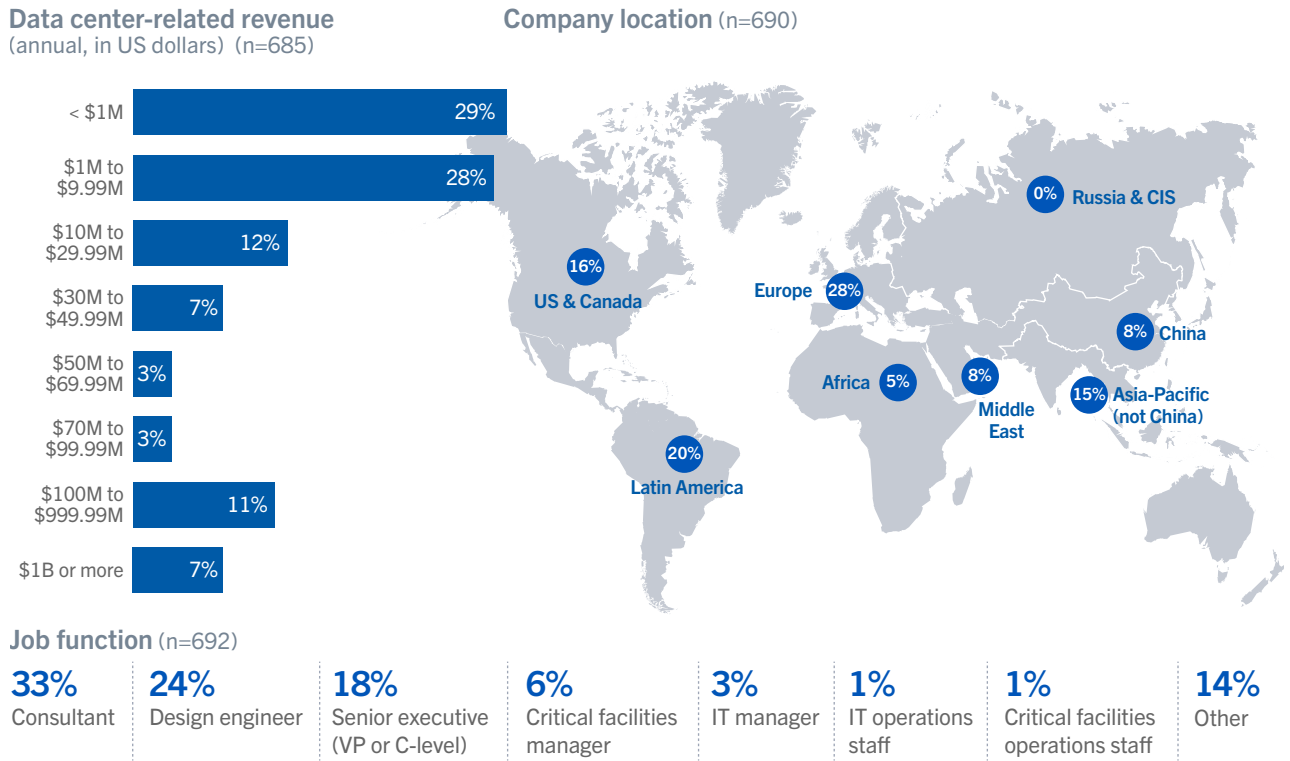 Data center-related revenue
(annual, in US dollars) (n=685)
< $1M
29%
$1M to
$9.99M
28%
$10M to
$29.99M
12%
$30M to
$49.99M
7%
$50M to
$69.99M
3%
$70M to
$99.99M
3%
$100M to
$999.99M
11%
$1B or more
7%
Company location (n=690)
0%
Russia & CIS
16%
US & Canada
Europe
28%
8%
China
Africa
5%
8%
Middle
East
15%
Asia-Pacific
(not China)
20%
Latin America
Job function (n=692)
33%
Consultant
24%
Design engineer
18%
Senior executive
(VP or C-level)
6%
Critical facilities
manager
3%
IT manager
1%
IT operations
staff
1%
Critical facilities
operations staff
14%
Other